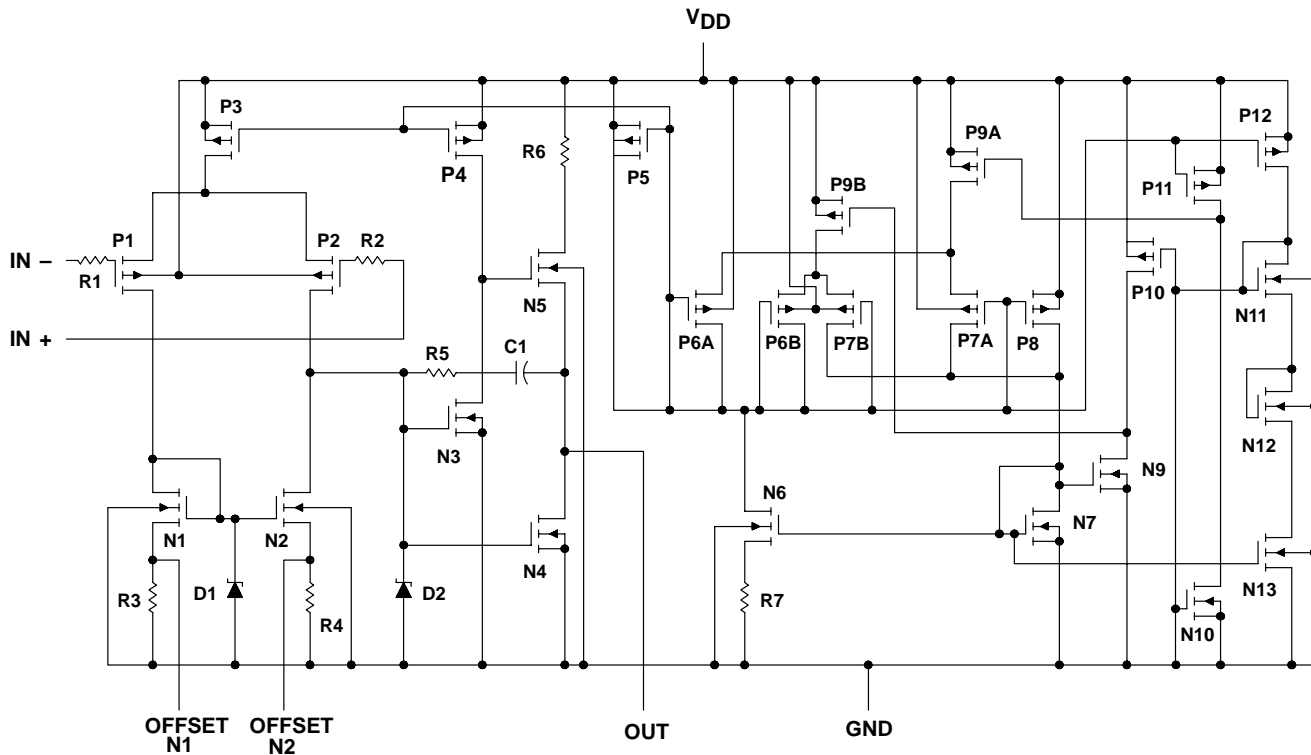 VDD
P3
P4
R6
P5
P9B
P9A
P12
P11
IN –
R1
P1
P2
R2
N5
P10
N11
IN +
P6A
P6B
P7B
P7A
P8
R5
C1
N3
N12
N9
N6
N7
N1
N2
N4
N13
R3
D1
R4
D2
R7
N10
OFFSET
N1
OFFSET
N2
OUT
GND